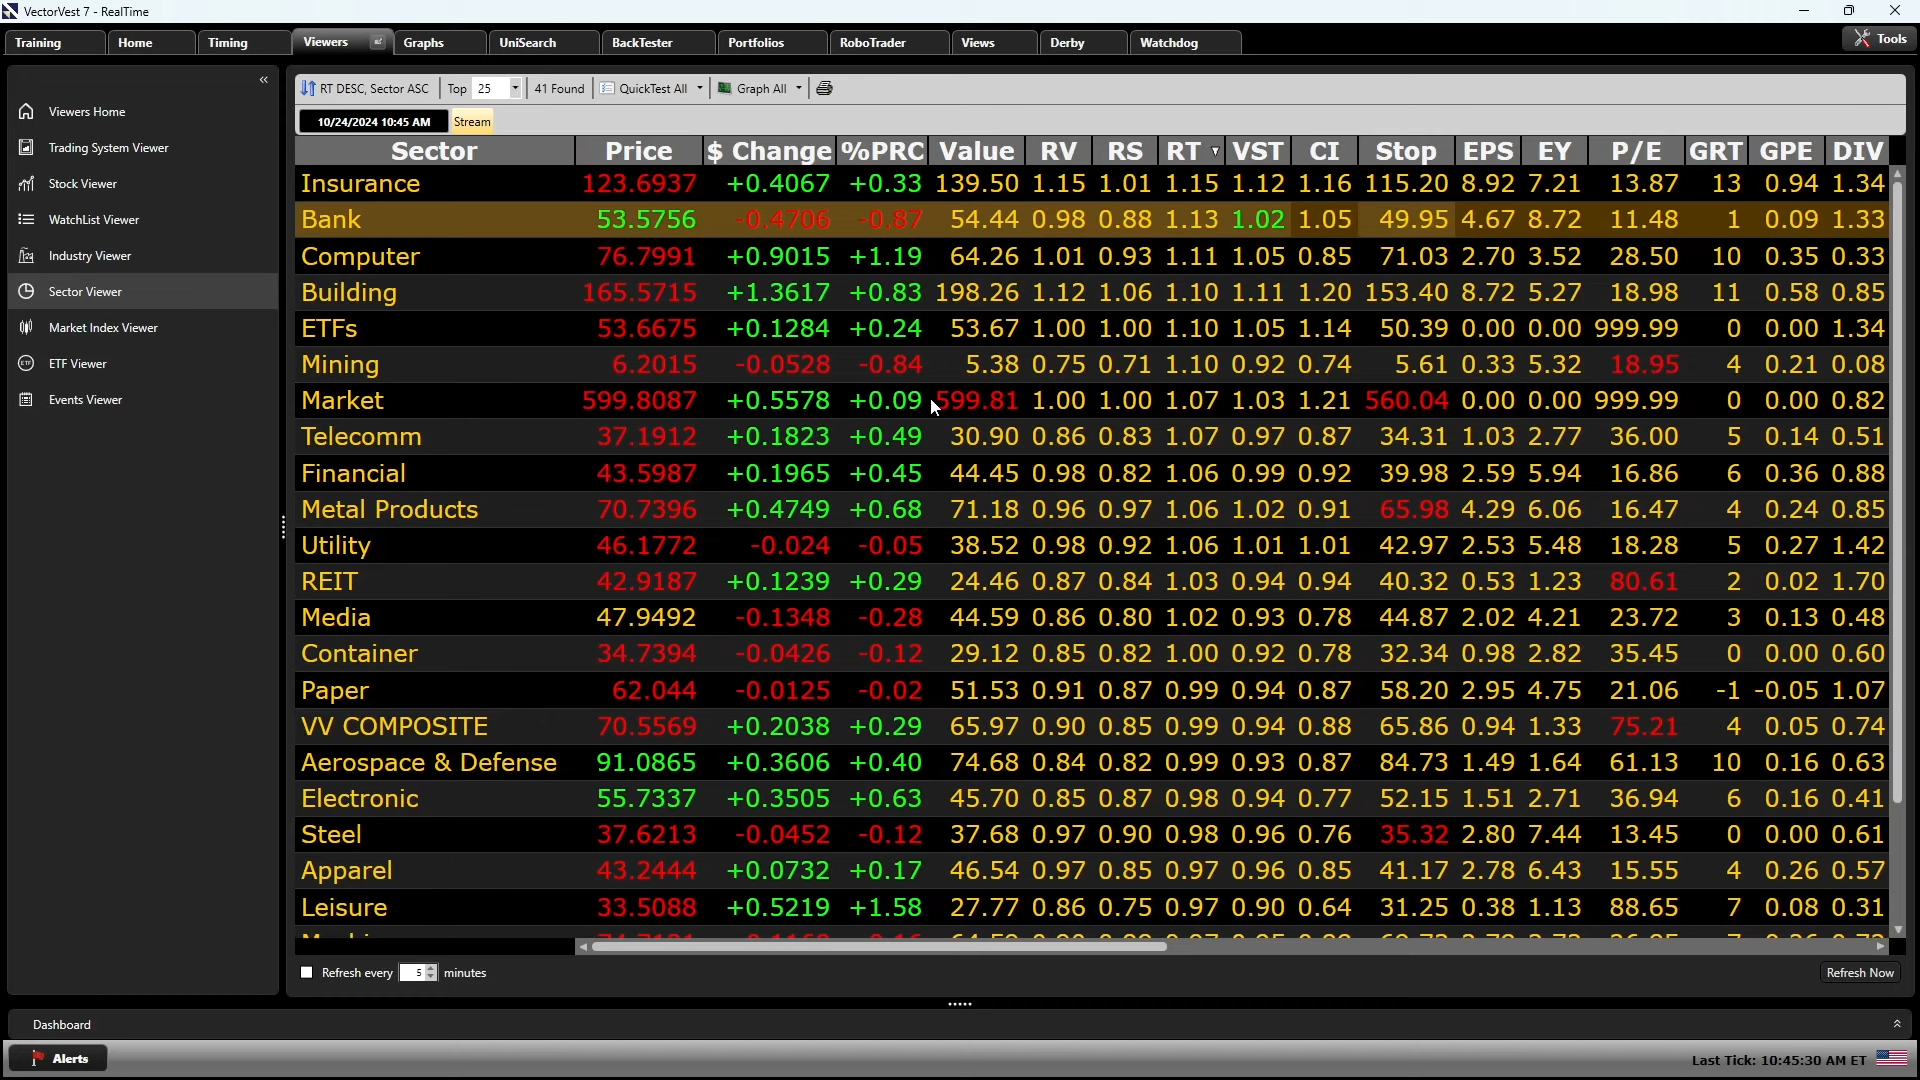 VectorVest 7 - RealTime
Training Home Timing Viewers Graphs UniSearch BackTester Portfolios RoboTrader Views Derby Watchdog Tools
«
RT DESC, Sector ASC Top 25 41 Found QuickTest All Graph All
10/24/2024 10:45 AM Stream
Viewers Home
Trading System Viewer
Stock Viewer
WatchList Viewer
Industry Viewer
Sector Viewer
Market Index Viewer
ETF Viewer
Events Viewer
Sector Price $ Change %PRC Value RV RS RT VST CI Stop EPS EY P/E GRT GPE DIV
Insurance 123.6937 +0.4067 +0.33 139.50 1.15 1.01 1.15 1.12 1.16 115.20 8.92 7.21 13.87 13 0.94 1.34
Bank 53.5756 -0.4706 -0.87 54.44 0.98 0.88 1.13 1.02 1.05 49.95 4.67 8.72 11.48 1 0.09 1.33
Computer 76.7991 +0.9015 +1.19 64.26 1.01 0.93 1.11 1.05 0.85 71.03 2.70 3.52 28.50 10 0.35 0.33
Building 165.5715 +1.3617 +0.83 198.26 1.12 1.06 1.10 1.11 1.20 153.40 8.72 5.27 18.98 11 0.58 0.85
ETFs 53.6675 +0.1284 +0.24 53.67 1.00 1.00 1.10 1.05 1.14 50.39 0.00 0.00 999.99 0 0.00 1.34
Mining 6.2015 -0.0528 -0.84 5.38 0.75 0.71 1.10 0.92 0.74 5.61 0.33 5.32 18.95 4 0.21 0.08
Market 599.8087 +0.5578 +0.09 599.81 1.00 1.00 1.07 1.03 1.21 560.04 0.00 0.00 999.99 0 0.00 0.82
Telecomm 37.1912 +0.1823 +0.49 30.90 0.86 0.83 1.07 0.97 0.87 34.31 1.03 2.77 36.00 5 0.14 0.51
Financial 43.5987 +0.1965 +0.45 44.45 0.98 0.82 1.06 0.99 0.92 39.98 2.59 5.94 16.86 6 0.36 0.88
Metal Products 70.7396 +0.4749 +0.68 71.18 0.96 0.97 1.06 1.02 0.91 65.98 4.29 6.06 16.47 4 0.24 0.85
Utility 46.1772 -0.024 -0.05 38.52 0.98 0.92 1.06 1.01 1.01 42.97 2.53 5.48 18.28 5 0.27 1.42
REIT 42.9187 +0.1239 +0.29 24.46 0.87 0.84 1.03 0.94 0.94 40.32 0.53 1.23 80.61 2 0.02 1.70
Media 47.9492 -0.1348 -0.28 44.59 0.86 0.80 1.02 0.93 0.78 44.87 2.02 4.21 23.72 3 0.13 0.48
Container 34.7394 -0.0426 -0.12 29.12 0.85 0.82 1.00 0.92 0.78 32.34 0.98 2.82 35.45 0 0.00 0.60
Paper 62.044 -0.0125 -0.02 51.53 0.91 0.87 0.99 0.94 0.87 58.20 2.95 4.75 21.06 -1 -0.05 1.07
VV COMPOSITE 70.5569 +0.2038 +0.29 65.97 0.90 0.85 0.99 0.94 0.88 65.86 0.94 1.33 75.21 4 0.05 0.74
Aerospace & Defense 91.0865 +0.3606 +0.40 74.68 0.84 0.82 0.99 0.93 0.87 84.73 1.49 1.64 61.13 10 0.16 0.63
Electronic 55.7337 +0.3505 +0.63 45.70 0.85 0.87 0.98 0.94 0.77 52.15 1.51 2.71 36.94 6 0.16 0.41
Steel 37.6213 -0.0452 -0.12 37.68 0.97 0.90 0.98 0.96 0.76 35.32 2.80 7.44 13.45 0 0.00 0.61
Apparel 43.2444 +0.0732 +0.17 46.54 0.97 0.85 0.97 0.96 0.85 41.17 2.78 6.43 15.55 4 0.26 0.57
Leisure 33.5088 +0.5219 +1.58 27.77 0.86 0.75 0.97 0.90 0.64 31.25 0.38 1.13 88.65 7 0.08 0.31
Refresh every 5 minutes Refresh Now
Dashboard
Alerts Last Tick: 10:45:30 AM ET